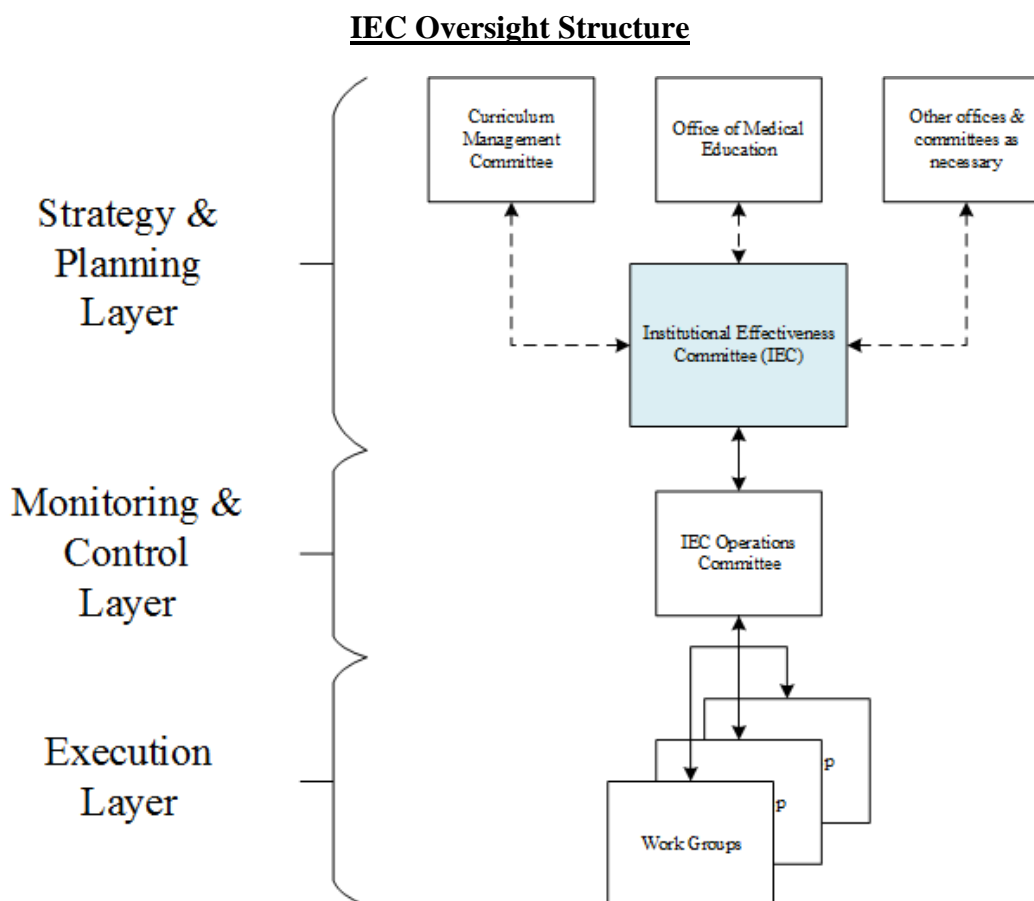 IEC Oversight Structure
Strategy &
Planning
Layer
Curriculum
Management
Committee
Office of Medical
Education
Other offices &
committees as
necessary
Institutional Effectiveness
Committee (IEC)
Monitoring &
Control
Layer
IEC Operations
Committee
Execution
Layer
p
p
Work Groups